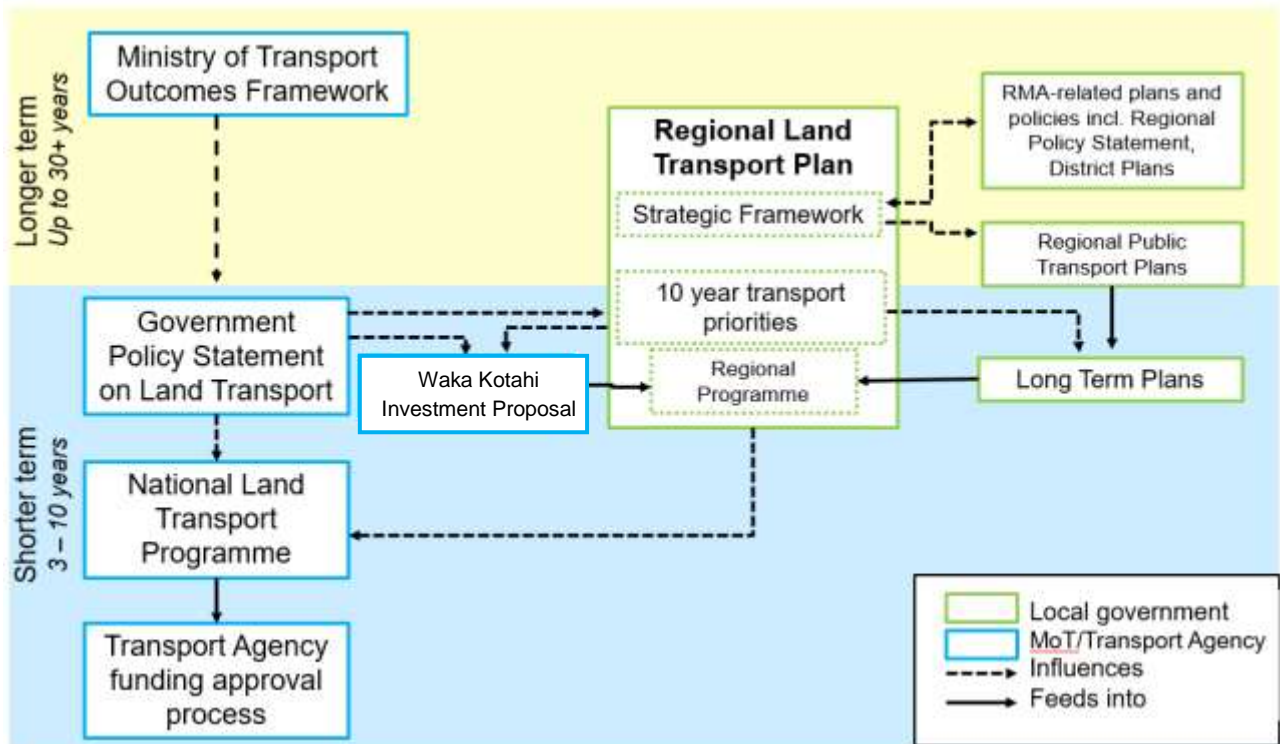 Longer term
Up to 30+ years
Ministry of Transport
Outcomes Framework
Regional Land
Transport Plan
Strategic Framework
RMA-related plans and
policies incl. Regional
Policy Statement,
District Plans
Regional Public
Transport Plans
Shorter term
3 – 10 years
Government
Policy Statement
on Land Transport
10 year transport
priorities
Waka Kotahi
Investment Proposal
Regional
Programme
Long Term Plans
National Land
Transport
Programme
Transport Agency
funding approval
process
Local government
MoT/Transport Agency
Influences
Feeds into